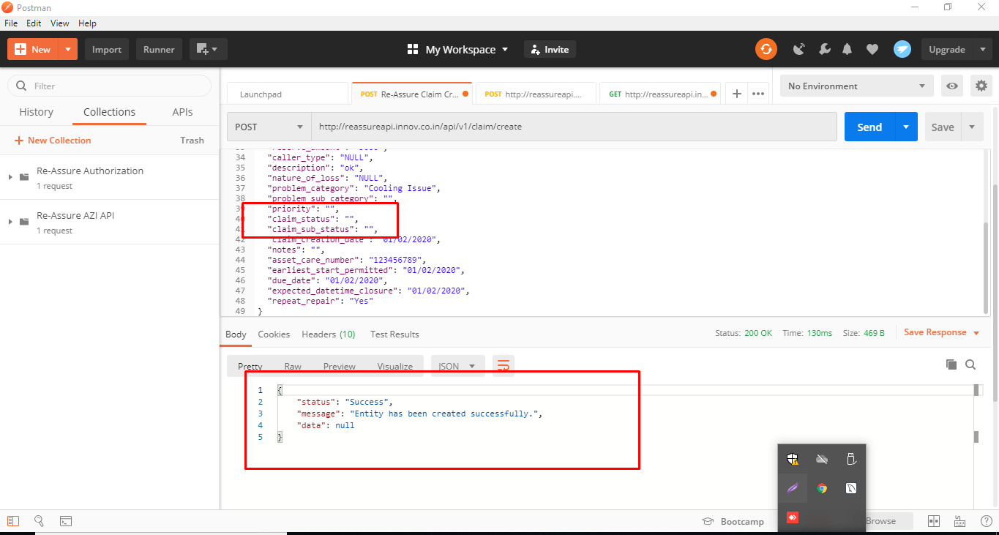 Postman
File Edit View Help
New Import Runner My Workspace Invite Upgrade
Filter
History Collections APIs
New Collection Trash
Re-Assure Authorization
1 request
Re-Assure AZI API
1 request
Launchpad POST Re-Assure Claim Cr... POST http://reassureapi.... GET http://reassureapi.in... No Environment
POST http://reassureapi.innov.co.in/api/v1/claim/create Send Save
34 "caller_type": "NULL",
35 "description": "ok",
36 "nature_of_loss": "NULL",
37 "problem_category": "Cooling Issue",
38 "problem_sub_category": "",
39 "priority": "",
40 "claim_status": "",
41 "claim_sub_status": "",
42 "claim_creation_date": "01/02/2020",
43 "notes": "",
44 "asset_care_number": "123456789",
45 "earliest_start_permitted": "01/02/2020",
46 "due_date": "01/02/2020",
47 "expected_datetime_closure": "01/02/2020",
48 "repeat_repair": "Yes"
49 }
Body Cookies Headers (10) Test Results Status: 200 OK Time: 130ms Size: 469 B Save Response
Pretty Raw Preview Visualize JSON
1 {
2 "status": "Success",
3 "message": "Entity has been created successfully.",
4 "data": null
5 }
Bootcamp Browse